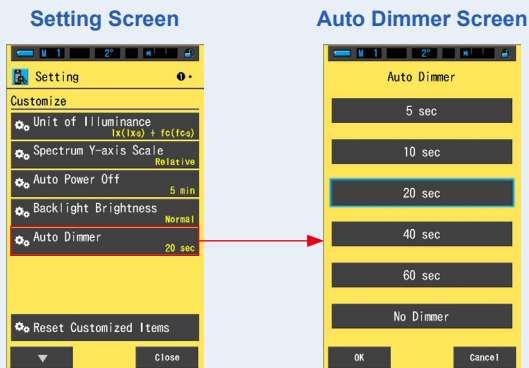 Setting Screen
M 1 2°
Setting
Customize
Unit of Illuminance
lx(lx·s) + fc(fc·s)
Spectrum Y-axis Scale
Relative
Auto Power Off
5 min
Backlight Brightness
Normal
Auto Dimmer
20 sec
Reset Customized Items
▼ Close
Auto Dimmer Screen
M 1 2°
Auto Dimmer
5 sec
10 sec
20 sec
40 sec
60 sec
No Dimmer
OK Cancel